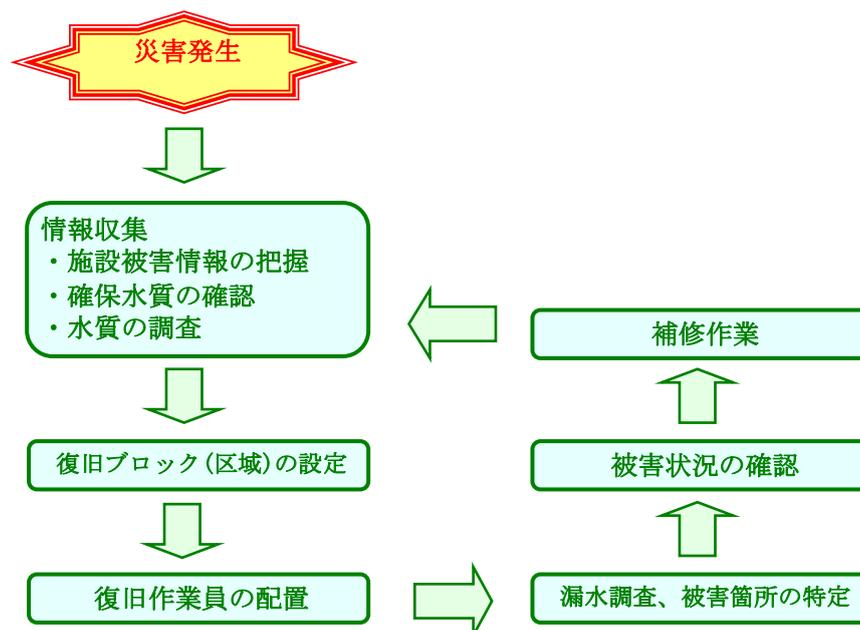 災害発生
情報収集
・施設被害情報の把握
・確保水質の確認
・水質の調査
復旧ブロック(区域)の設定
復旧作業員の配置
漏水調査、被害箇所の特定
被害状況の確認
補修作業